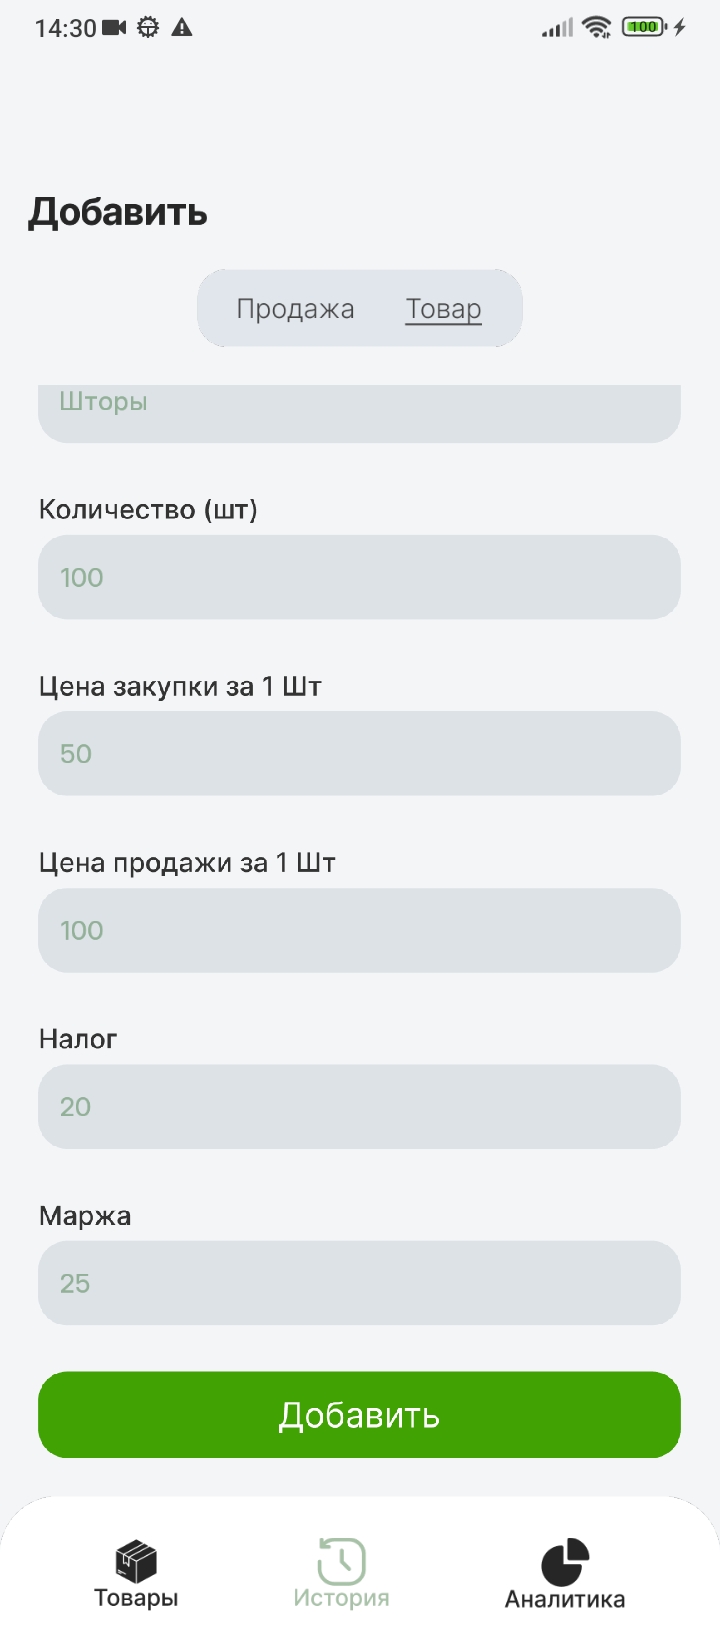 14:30
100
Добавить
Продажа Товар
Шторы
Количество (шт)
100
Цена закупки за 1 Шт
50
Цена продажи за 1 Шт
100
Налог
20
Маржа
25
Добавить
Товары История Аналитика